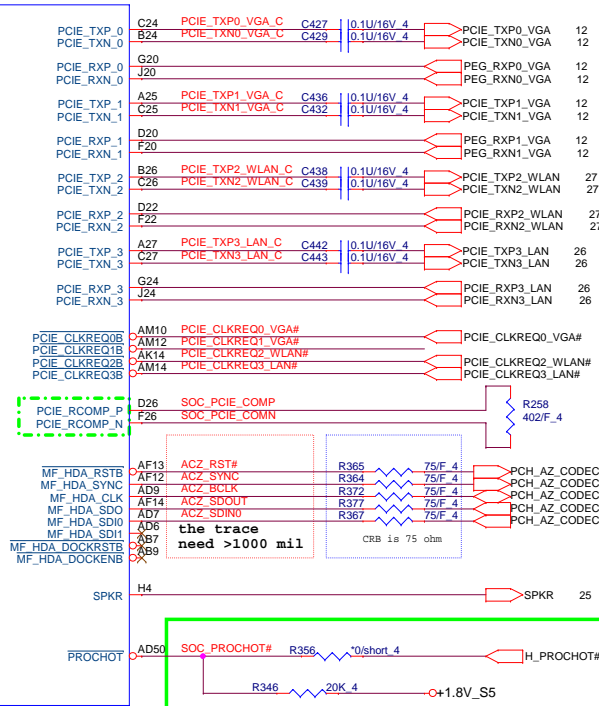 PCIE_TXP_0 C24 PCIE_TXP0_VGA_C C427 0.1U/16V_4 PCIE_TXP0_VGA 12
PCIE_TXN_0 B24 PCIE_TXN0_VGA_C C429 0.1U/16V_4 PCIE_TXN0_VGA 12
PCIE_RXP_0 G20 PEG_RXP0_VGA 12
PCIE_RXN_0 J20 PEG_RXN0_VGA 12
PCIE_TXP_1 A25 PCIE_TXP1_VGA_C C436 0.1U/16V_4 PCIE_TXP1_VGA 12
PCIE_TXN_1 C25 PCIE_TXN1_VGA_C C432 0.1U/16V_4 PCIE_TXN1_VGA 12
PCIE_RXP_1 D20 PEG_RXP1_VGA 12
PCIE_RXN_1 F20 PEG_RXN1_VGA 12
PCIE_TXP_2 B26 PCIE_TXP2_WLAN_C C438 0.1U/16V_4 PCIE_TXP2_WLAN 27
PCIE_TXN_2 C26 PCIE_TXN2_WLAN_C C439 0.1U/16V_4 PCIE_TXN2_WLAN 27
PCIE_RXP_2 D22 PCIE_RXP2_WLAN 27
PCIE_RXN_2 F22 PCIE_RXN2_WLAN 27
PCIE_TXP_3 A27 PCIE_TXP3_LAN_C C442 0.1U/16V_4 PCIE_TXP3_LAN 26
PCIE_TXN_3 C27 PCIE_TXN3_LAN_C C443 0.1U/16V_4 PCIE_TXN3_LAN 26
PCIE_RXP_3 G24 PCIE_RXP3_LAN 26
PCIE_RXN_3 J24 PCIE_RXN3_LAN 26
PCIE_CLKREQ0B AM10 PCIE_CLKREQ0_VGA# PCIE_CLKREQ0_VGA#
PCIE_CLKREQ1B AM12 PCIE_CLKREQ1_VGA#
PCIE_CLKREQ2B AK14 PCIE_CLKREQ2_WLAN# PCIE_CLKREQ2_WLAN#
PCIE_CLKREQ3B AM14 PCIE_CLKREQ3_LAN# PCIE_CLKREQ3_LAN#
PCIE_RCOMP_P D26 SOC_PCIE_COMP R258
PCIE_RCOMP_N F26 SOC_PCIE_COMN 402/F_4
MF_HDA_RSTB AF13 ACZ_RST# R365 75/F_4 PCH_AZ_CODEC
MF_HDA_SYNC AF12 ACZ_SYNC R364 75/F_4 PCH_AZ_CODEC
MF_HDA_CLK AD9 ACZ_BCLK R372 75/F_4 PCH_AZ_CODEC
MF_HDA_SDO AF14 ACZ_SDOUT R377 75/F_4 PCH_AZ_CODEC
MF_HDA_SDI0 AD7 ACZ_SDIN0 R367 75/F_4 PCH_AZ_CODEC
MF_HDA_SDI1 AD6
MF_HDA_DOCKRSTB AB7
MF_HDA_DOCKENB AB9
the trace
need >1000 mil
CRB is 75 ohm
SPKR H4 SPKR 25
PROCHOT AD50 SOC_PROCHOT# R356 *0/short_4 H_PROCHOT#
R346 20K_4 +1.8V_S5